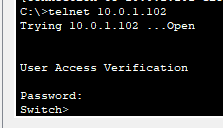 C:\>telnet 10.0.1.102
Trying 10.0.1.102 ...Open
User Access Verification
Password:
Switch>